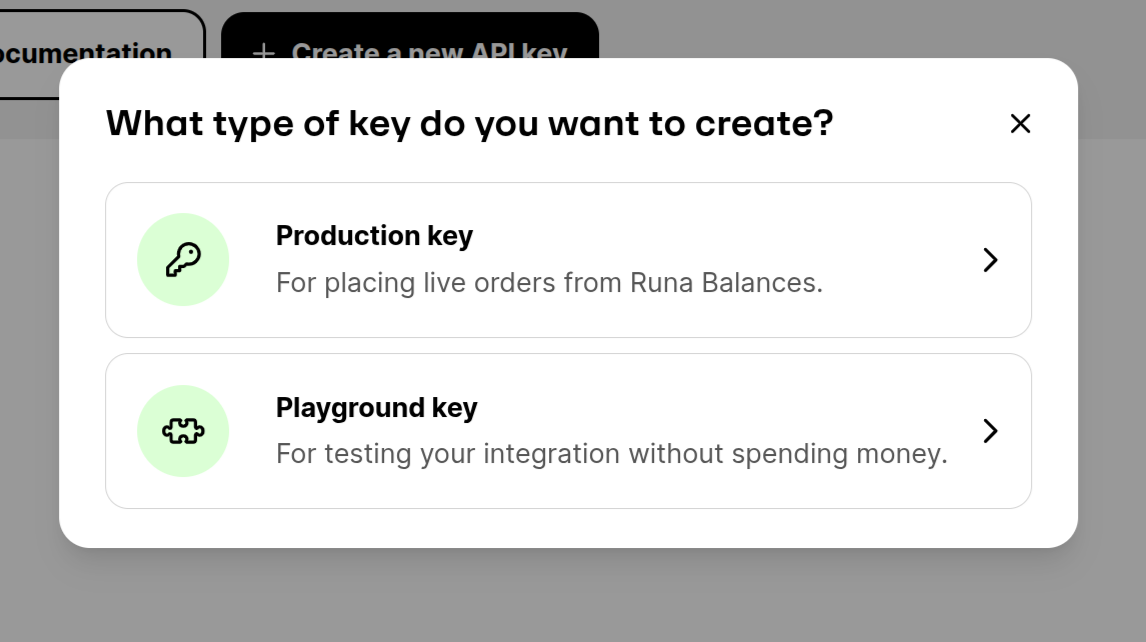 ocumentation
Create a new API key
What type of key do you want to create?
Production key
For placing live orders from Runa Balances.
Playground key
For testing your integration without spending money.